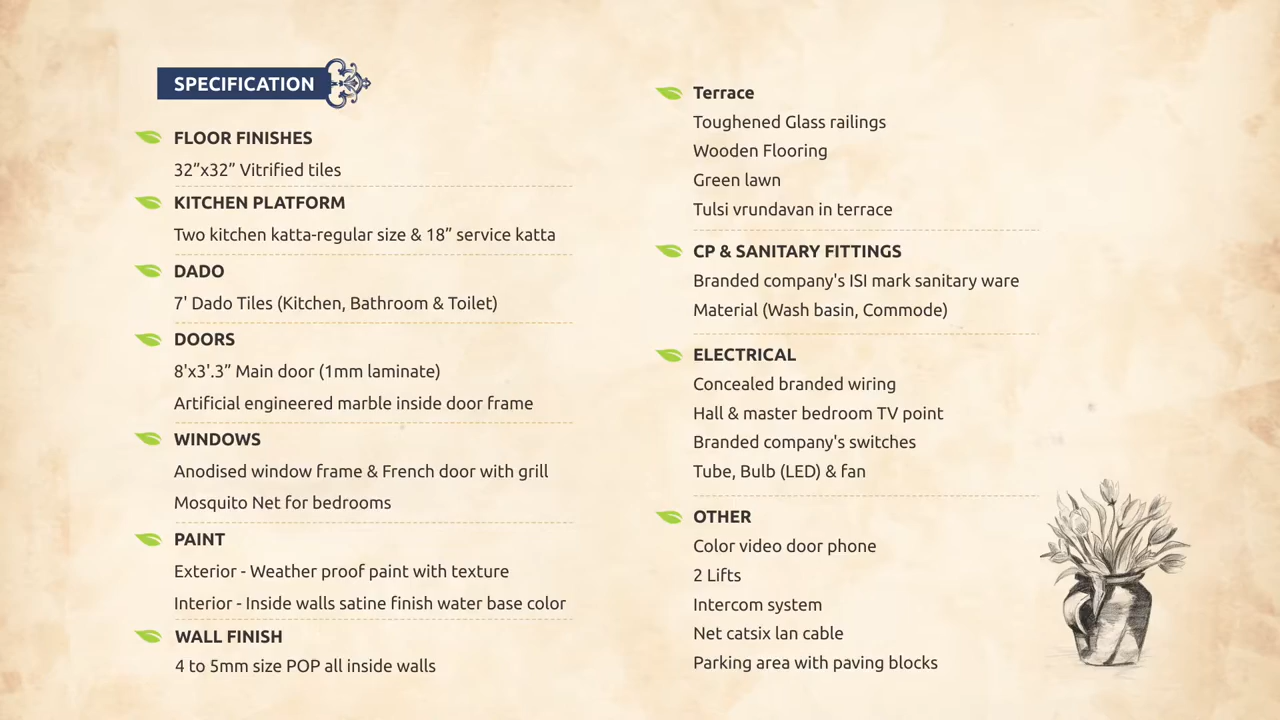 SPECIFICATION
FLOOR FINISHES
32”x32” Vitrified tiles
KITCHEN PLATFORM
Two kitchen katta-regular size & 18” service katta
DADO
7' Dado Tiles (Kitchen, Bathroom & Toilet)
DOORS
8'x3'.3” Main door (1mm laminate)
Artificial engineered marble inside door frame
WINDOWS
Anodised window frame & French door with grill
Mosquito Net for bedrooms
PAINT
Exterior - Weather proof paint with texture
Interior - Inside walls satine finish water base color
WALL FINISH
4 to 5mm size POP all inside walls
Terrace
Toughened Glass railings
Wooden Flooring
Green lawn
Tulsi vrundavan in terrace
CP & SANITARY FITTINGS
Branded company's ISI mark sanitary ware
Material (Wash basin, Commode)
ELECTRICAL
Concealed branded wiring
Hall & master bedroom TV point
Branded company's switches
Tube, Bulb (LED) & fan
OTHER
Color video door phone
2 Lifts
Intercom system
Net catsix lan cable
Parking area with paving blocks